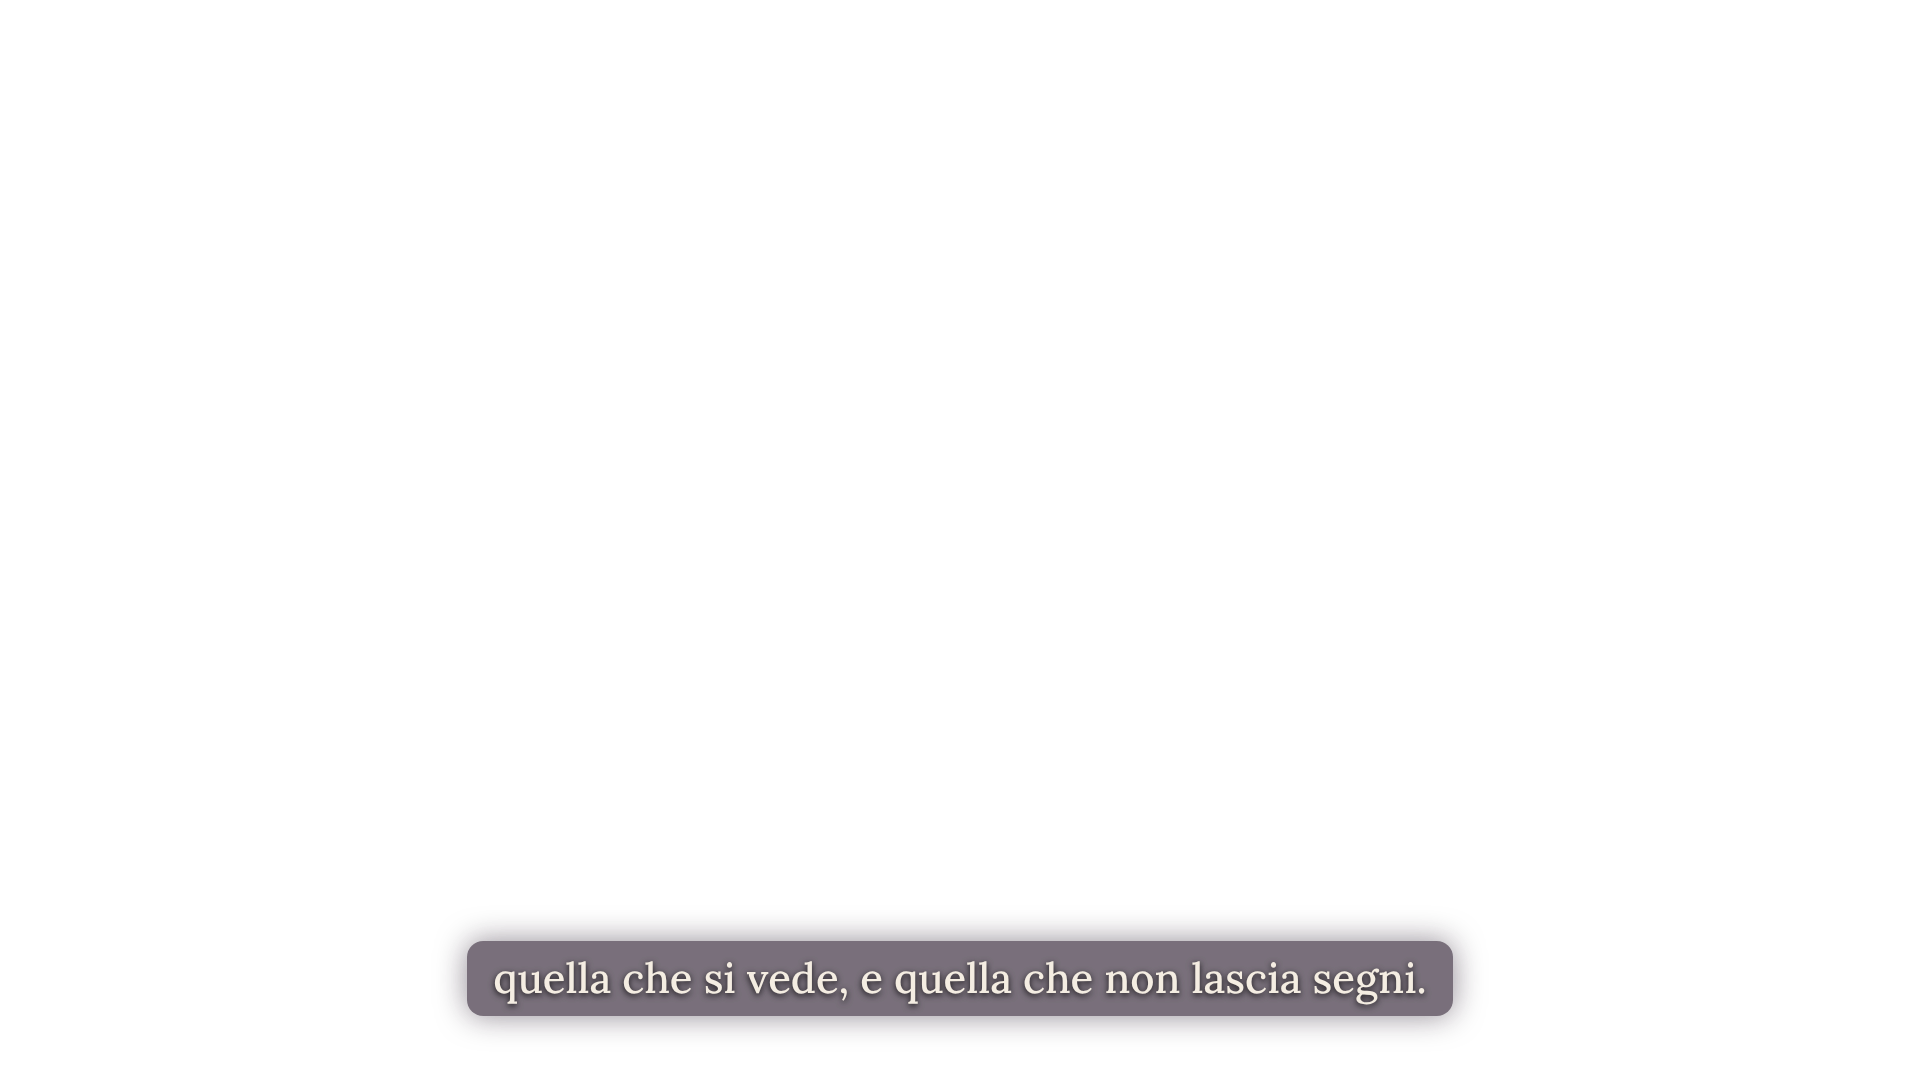 quella che si vede, e quella che non lascia segni.